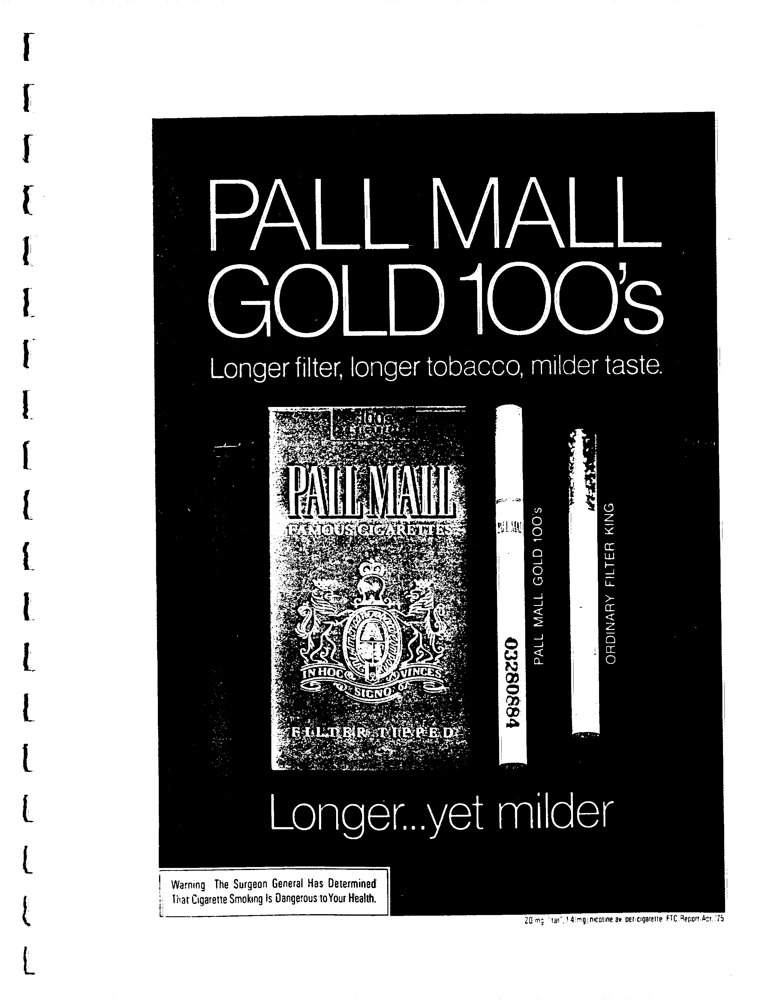 PALL MALL
GOLD 100's
Longer filter, longer tobacco, milder taste.
100s
PALL MALL
FAMOUS CIGARETTES
IN HOC SIGNO VINCES
FILTER TIPPED
PALL MALL
PALL MALL GOLD 100's
03280884
ORDINARY FILTER KING
Longer...yet milder
Warning The Surgeon General Has Determined
That Cigarette Smoking Is Dangerous to Your Health.
20 mg. "tar", 1.4 mg. nicotine av. per cigarette FTC Report Apr. '75